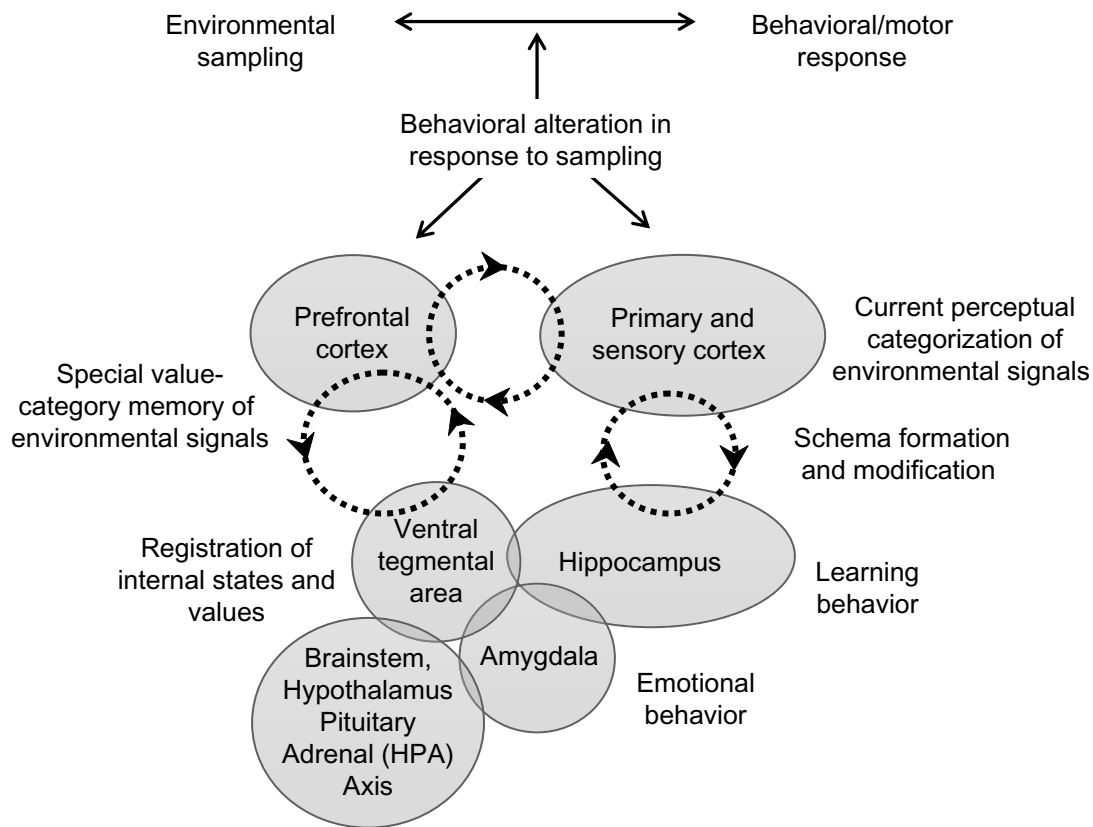 Environmental
sampling
Behavioral/motor
response
Behavioral alteration in
response to sampling
Prefrontal
cortex
Primary and
sensory cortex
Current perceptual
categorization of
environmental signals
Special value-
category memory of
environmental signals
Schema formation
and modification
Ventral
tegmental
area
Hippocampus
Registration of
internal states and
values
Learning
behavior
Amygdala
Emotional
behavior
Brainstem,
Hypothalamus
Pituitary
Adrenal (HPA)
Axis